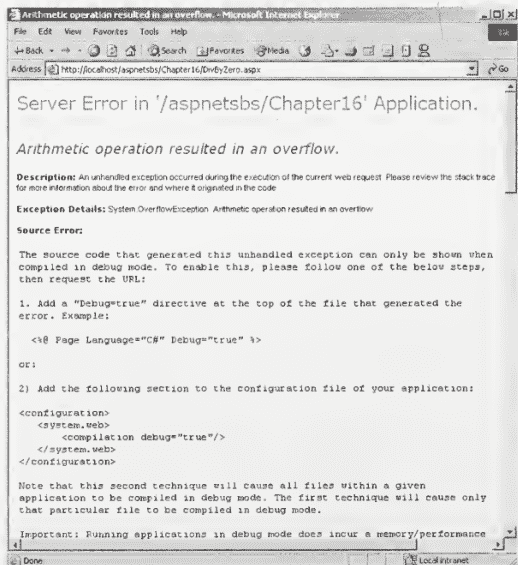 Arithmetic operation resulted in an overflow. - Microsoft Internet Explorer
File Edit View Favorites Tools Help
Back Search Favorites Media
Address http://localhost/aspnetsbs/Chapter16/DivByZero.aspx Go
Server Error in '/aspnetsbs/Chapter16' Application.
Arithmetic operation resulted in an overflow.
Description: An unhandled exception occurred during the execution of the current web request. Please review the stack trace
for more information about the error and where it originated in the code
Exception Details: System.OverflowException Arithmetic operation resulted in an overflow
Source Error:
The source code that generated this unhandled exception can only be shown when
compiled in debug mode. To enable this, please follow one of the below steps,
then request the URL:
1. Add a "Debug=true" directive at the top of the file that generated the
error. Example:
<%@ Page Language="C#" Debug="true" %>
or:
2) Add the following section to the configuration file of your application:
<configuration>
<system.web>
<compilation debug="true"/>
</system.web>
</configuration>
Note that this second technique will cause all files within a given
application to be compiled in debug mode. The first technique will cause only
that particular file to be compiled in debug mode.
Important: Running applications in debug mode does incur a memory/performance
Done Local intranet